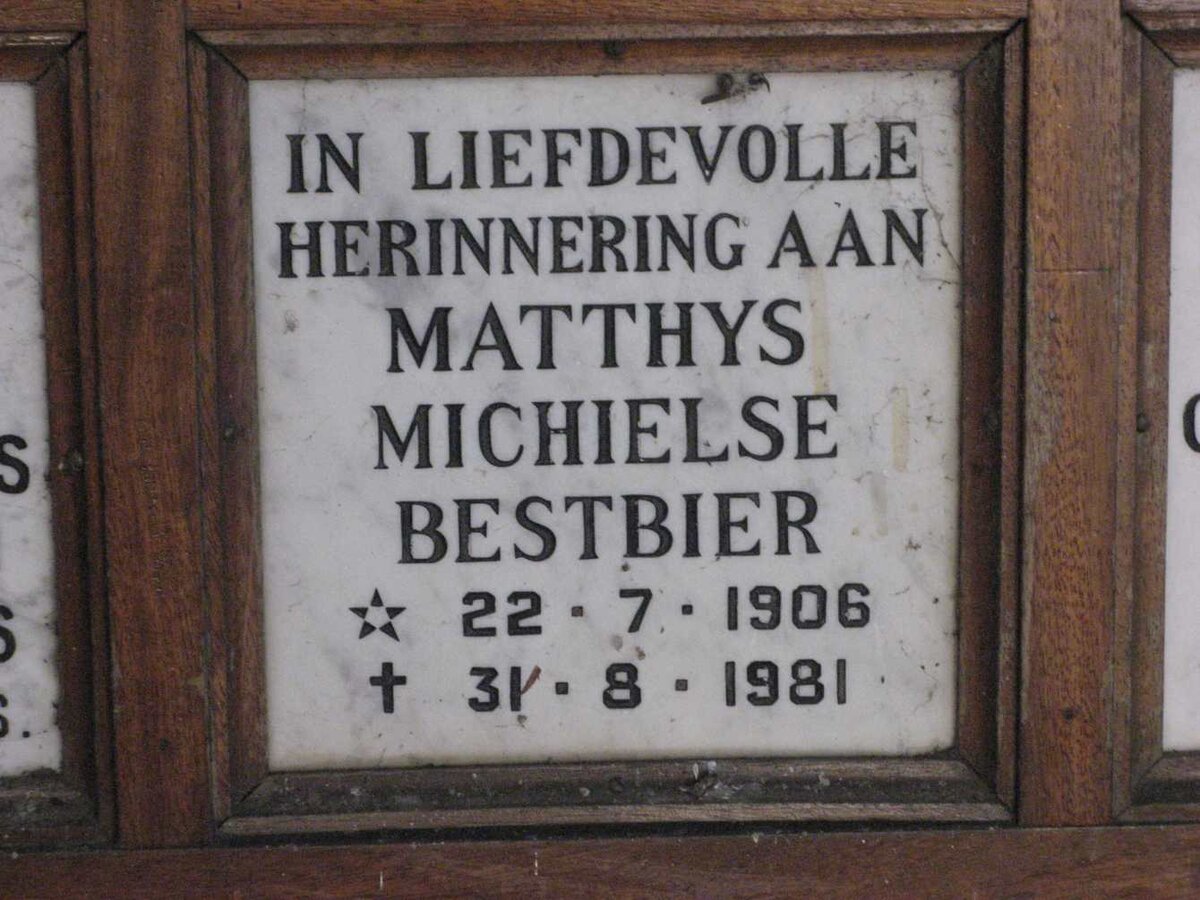 IN LIEFDEVOLLE
HERINNERING AAN
MATTHYS
MICHIELSE
BESTBIER
☆ 22 · 7 · 1906
✝ 31 · 8 · 1981